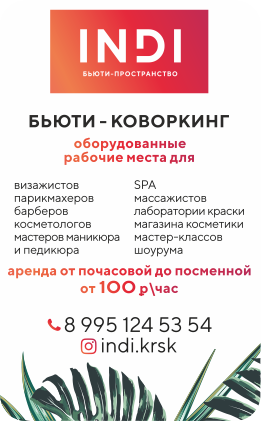 INDI
БЬЮТИ-ПРОСТРАНСТВО
БЬЮТИ - КОВОРКИНГ
оборудованные
рабочие места для
визажистов
парикмахеров
барберов
косметологов
мастеров маникюра
и педикюра
SPA
массажистов
лаборатории краски
магазина косметики
мастер-классов
шоурума
аренда от почасовой до посменной
от 100 р\час
8 995 124 53 54
indi.krsk